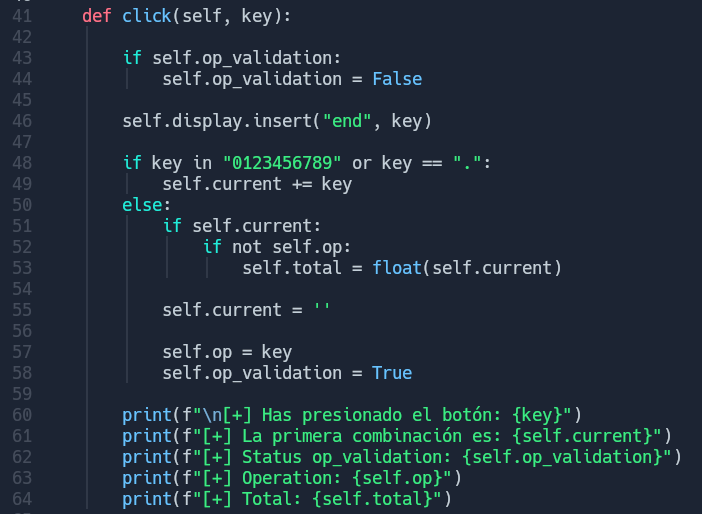 41 def click(self, key):
42
43 if self.op_validation:
44 self.op_validation = False
45
46 self.display.insert("end", key)
47
48 if key in "0123456789" or key == ".":
49 self.current += key
50 else:
51 if self.current:
52 if not self.op:
53 self.total = float(self.current)
54
55 self.current = ''
56
57 self.op = key
58 self.op_validation = True
59
60 print(f"\n[+] Has presionado el botón: {key}")
61 print(f"[+] La primera combinación es: {self.current}")
62 print(f"[+] Status op_validation: {self.op_validation}")
63 print(f"[+] Operation: {self.op}")
64 print(f"[+] Total: {self.total}")